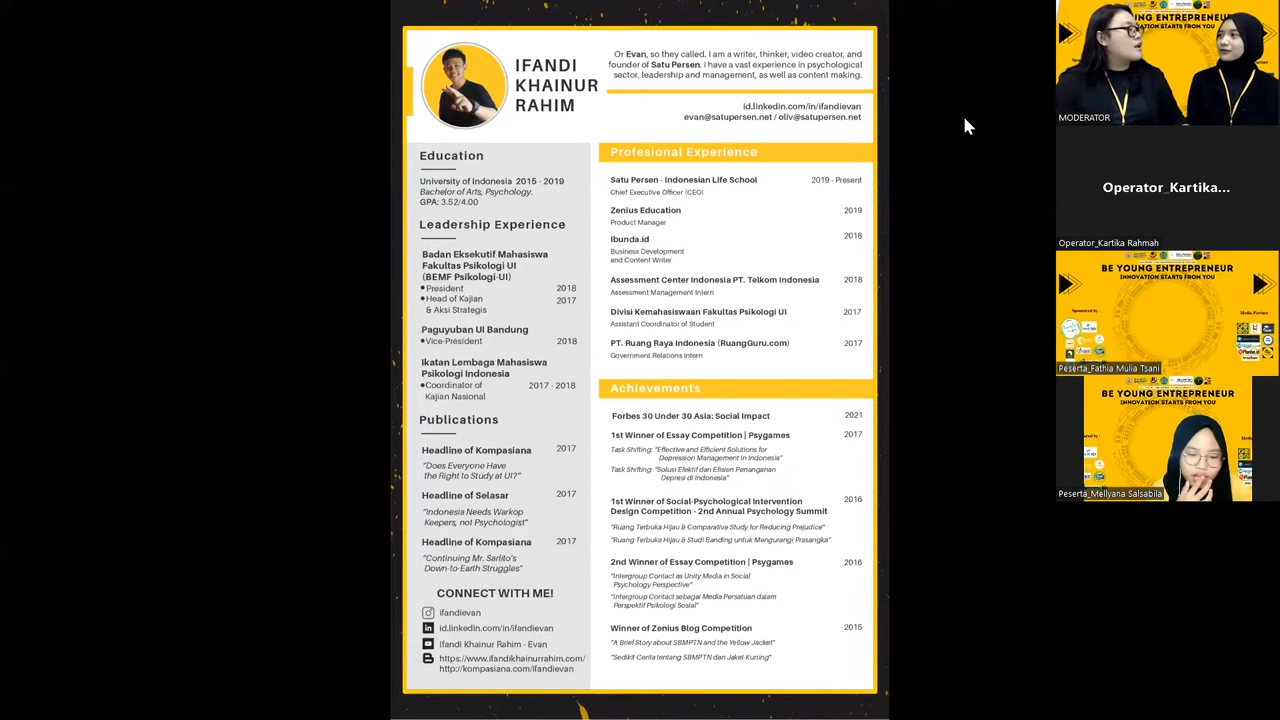 IFANDI
KHAINUR
RAHIM
Or Evan, so they called. I am a writer, thinker, video creator, and
founder of Satu Persen. i have a vast experience in psychological
sector, leadership and management, as well as content making.
id.linkedin.com/in/ifandievan
evan@satupersen.net / oliv@satupersen.net
Education
University of Indonesia 2015 - 2019
Bachelor of Arts, Psychology.
GPA: 3.52/4.00
Leadership Experience
Badan Eksekutif Mahasiswa
Fakultas Psikologi UI
(BEMF Psikologi-UI)
•President 2018
•Head of Kajian 2017
& Aksi Strategis
Paguyuban UI Bandung
•Vice-President 2018
Ikatan Lembaga Mahasiswa
Psikologi Indonesia
•Coordinator of 2017 - 2018
Kajian Nasional
Publications
Headline of Kompasiana 2017
"Does Everyone Have
the Right to Study at UI?"
Headline of Selasar 2017
"Indonesia Needs Warkop
Keepers, not Psychologist"
Headline of Kompasiana 2017
"Continuing Mr. Sarlito's
Down-to-Earth Struggles"
CONNECT WITH ME!
ifandievan
id.linkedin.com/in/ifandievan
Ifandi Khainur Rahim - Evan
https://www.ifandikhainurrahim.com/
http://kompasiana.com/ifandievan
Profesional Experience
Satu Persen - Indonesian Life School 2019 - Present
Chief Executive Officer (CEO)
Zenius Education 2019
Product Manager
Ibunda.id 2018
Business Development
and Content Writer
Assessment Center Indonesia PT. Telkom Indonesia 2018
Assessment Management Intern
Divisi Kemahasiswaan Fakultas Psikologi UI 2017
Assistant Coordinator of Student
PT. Ruang Raya Indonesia (RuangGuru.com) 2017
Government Relations Intern
Achievements
Forbes 30 Under 30 Asia: Social Impact 2021
1st Winner of Essay Competition | Psygames 2017
Task Shifting: "Effective and Efficient Solutions for
Depression Management in Indonesia"
Task Shifting: "Solusi Efektif dan Efisien Penanganan
Depresi di Indonesia"
1st Winner of Social-Psychological Intervention 2016
Design Competition - 2nd Annual Psychology Summit
"Ruang Terbuka Hijau & Comparative Study for Reducing Prejudice"
"Ruang Terbuka Hijau & Studi Banding untuk Mengurangi Prasangka"
2nd Winner of Essay Competition | Psygames 2016
"Intergroup Contact as Unity Media in Social
Psychology Perspective"
"Intergroup Contact sebagai Media Persatuan dalam
Perspektif Psikologi Sosial"
Winner of Zenius Blog Competition 2015
"A Brief Story about SBMPTN and the Yellow Jacket"
"Sedikit Cerita tentang SBMPTN dan Jaket Kuning"
YOUNG ENTREPRENEUR
INNOVATION STARTS FROM YOU
MODERATOR
Operator_Kartika...
Operator_Kartika Rahmah
BE YOUNG ENTREPRENEUR
INNOVATION STARTS FROM YOU
Sponsored by :
Media Partner :
Peserta_Fathia Mulia Tsani
BE YOUNG ENTREPRENEUR
INNOVATION STARTS FROM YOU
Peserta_Mellyana Salsabila